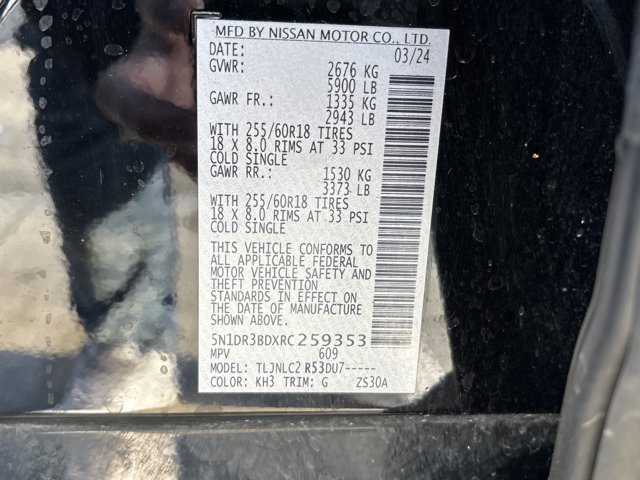 MFD BY NISSAN MOTOR CO., LTD.
DATE: 03/24
GVWR: 2676 KG
5900 LB
GAWR FR.: 1335 KG
2943 LB
WITH 255/60R18 TIRES
18 X 8.0 RIMS AT 33 PSI
COLD SINGLE
GAWR RR.: 1530 KG
3373 LB
WITH 255/60R18 TIRES
18 X 8.0 RIMS AT 33 PSI
COLD SINGLE
THIS VEHICLE CONFORMS TO
ALL APPLICABLE FEDERAL
MOTOR VEHICLE SAFETY AND
THEFT PREVENTION
STANDARDS IN EFFECT ON
THE DATE OF MANUFACTURE
SHOWN ABOVE.
5N1DR3BDXRC259353
MPV 609
MODEL: TLJNLC2 R53DU7-----
COLOR: KH3 TRIM: G ZS30A